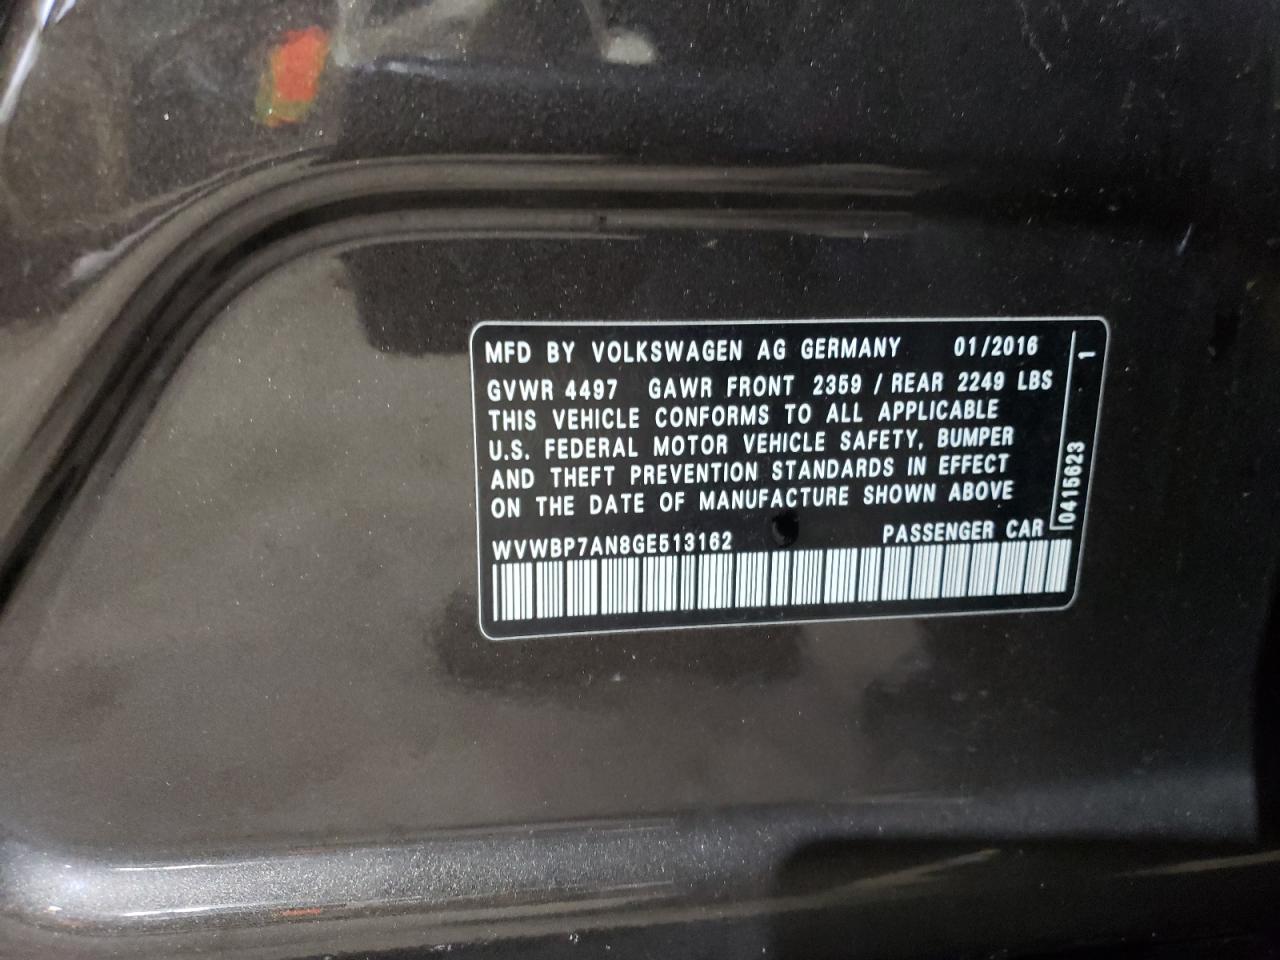 MFD BY VOLKSWAGEN AG GERMANY 01/2016
GVWR 4497 GAWR FRONT 2359 / REAR 2249 LBS
THIS VEHICLE CONFORMS TO ALL APPLICABLE
U.S. FEDERAL MOTOR VEHICLE SAFETY, BUMPER
AND THEFT PREVENTION STANDARDS IN EFFECT
ON THE DATE OF MANUFACTURE SHOWN ABOVE
WVWBP7AN8GE513162 PASSENGER CAR
0415623 1